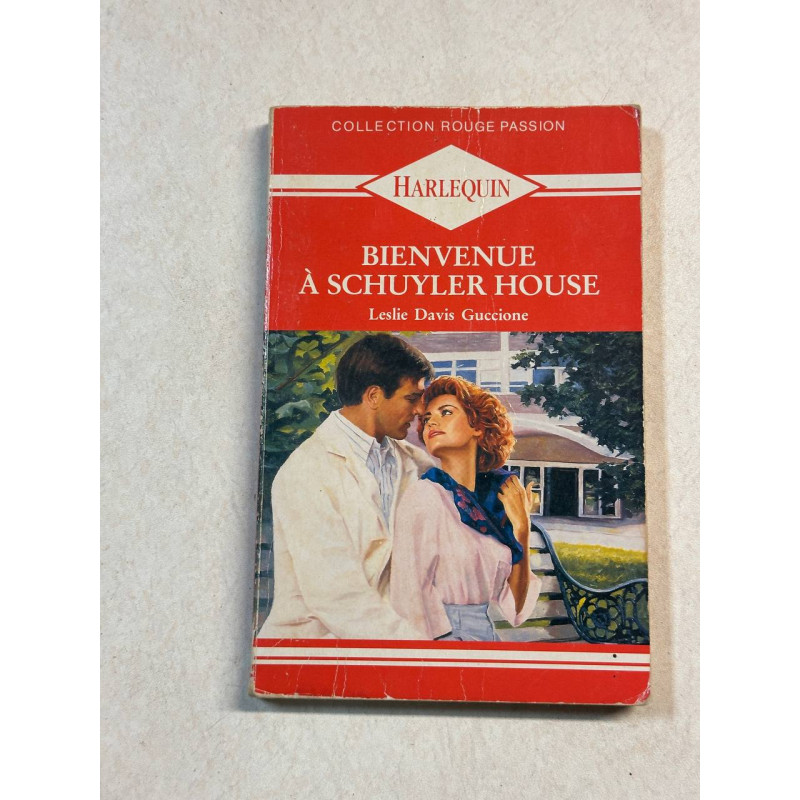 COLLECTION ROUGE PASSION
HARLEQUIN
BIENVENUE
À SCHUYLER HOUSE
Leslie Davis Guccione